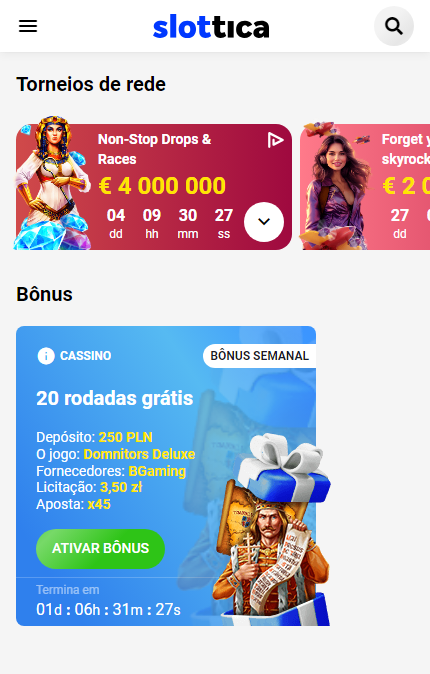 slottica
Torneios de rede
Non-Stop Drops &
Races
€ 4 000 000
04 09 30 27
dd hh mm ss
Forget y
skyrock
€ 2 0
27
dd
Bônus
CASSINO
BÔNUS SEMANAL
20 rodadas grátis
Depósito: 250 PLN
O jogo: Domnitors Deluxe
Fornecedores: BGaming
Licitação: 3,50 zł
Aposta: x45
ATIVAR BÔNUS
Termina em
01d : 06h : 31m : 27s